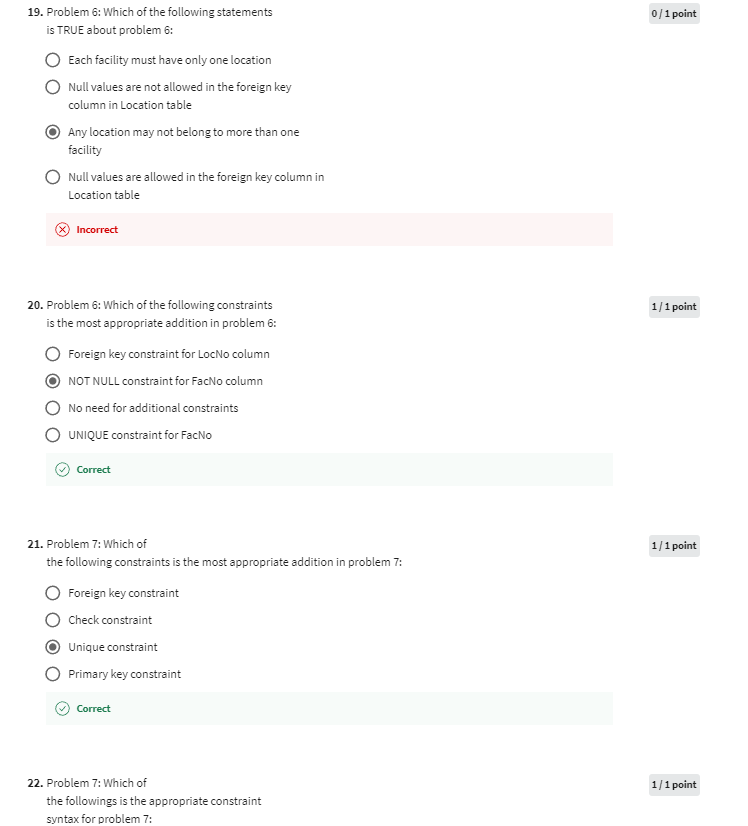 19. Problem 6: Which of the following statements
is TRUE about problem 6:
0 / 1 point
Each facility must have only one location
Null values are not allowed in the foreign key
column in Location table
Any location may not belong to more than one
facility
Null values are allowed in the foreign key column in
Location table
Incorrect
20. Problem 6: Which of the following constraints
is the most appropriate addition in problem 6:
1 / 1 point
Foreign key constraint for LocNo column
NOT NULL constraint for FacNo column
No need for additional constraints
UNIQUE constraint for FacNo
Correct
21. Problem 7: Which of
the following constraints is the most appropriate addition in problem 7:
1 / 1 point
Foreign key constraint
Check constraint
Unique constraint
Primary key constraint
Correct
22. Problem 7: Which of
the followings is the appropriate constraint
syntax for problem 7:
1 / 1 point